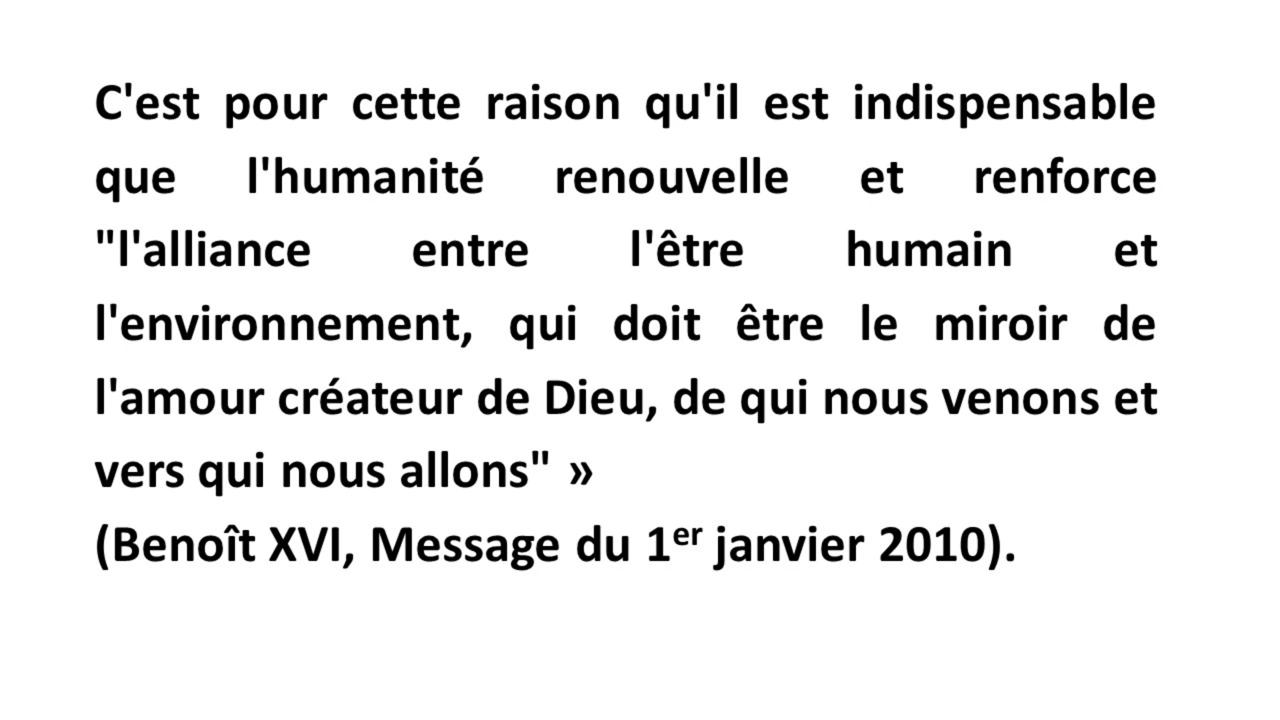 C'est pour cette raison qu'il est indispensable
que l'humanité renouvelle et renforce
"l'alliance entre l'être humain et
l'environnement, qui doit être le miroir de
l'amour créateur de Dieu, de qui nous venons et
vers qui nous allons" »
(Benoît XVI, Message du 1er janvier 2010).